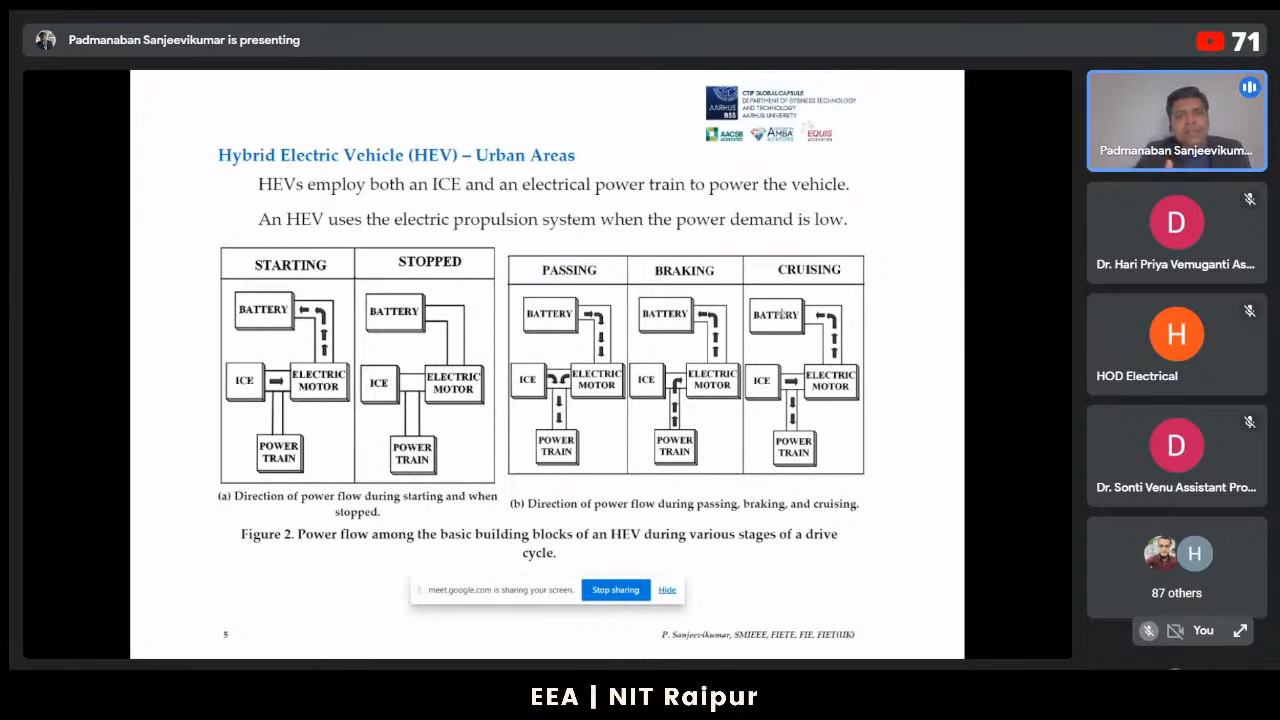 Padmanaban Sanjeevikumar is presenting
71
CTIF GLOBAL CAPSULE
DEPARTMENT OF BYSINESS TECHNOLOGY
AND TECHNOLOGY
AARHUS UNIVERSITY
AARHUS
BSS
AACSB
ACCREDITED
AMBA
ACCREDITED
EQUIS
ACCREDITED
Hybrid Electric Vehicle (HEV) – Urban Areas
HEVs employ both an ICE and an electrical power train to power the vehicle.
An HEV uses the electric propulsion system when the power demand is low.
STARTING
STOPPED
BATTERY
BATTERY
ICE
ELECTRIC
MOTOR
ICE
ELECTRIC
MOTOR
POWER
TRAIN
POWER
TRAIN
(a) Direction of power flow during starting and when
stopped.
PASSING
BRAKING
CRUISING
BATTERY
BATTERY
BATTERY
ICE
ELECTRIC
MOTOR
ICE
ELECTRIC
MOTOR
ICE
ELECTRIC
MOTOR
POWER
TRAIN
POWER
TRAIN
POWER
TRAIN
(b) Direction of power flow during passing, braking, and cruising.
Figure 2. Power flow among the basic building blocks of an HEV during various stages of a drive
cycle.
meet.google.com is sharing your screen.
Stop sharing
Hide
5
P. Sanjeevikumar, SMIEEE, FIETE, FIE, FIET(UK)
Padmanaban Sanjeevikum...
D
Dr. Hari Priya Vemuganti As...
H
HOD Electrical
D
Dr. Sonti Venu Assistant Pro...
H
87 others
You
EEA | NIT Raipur